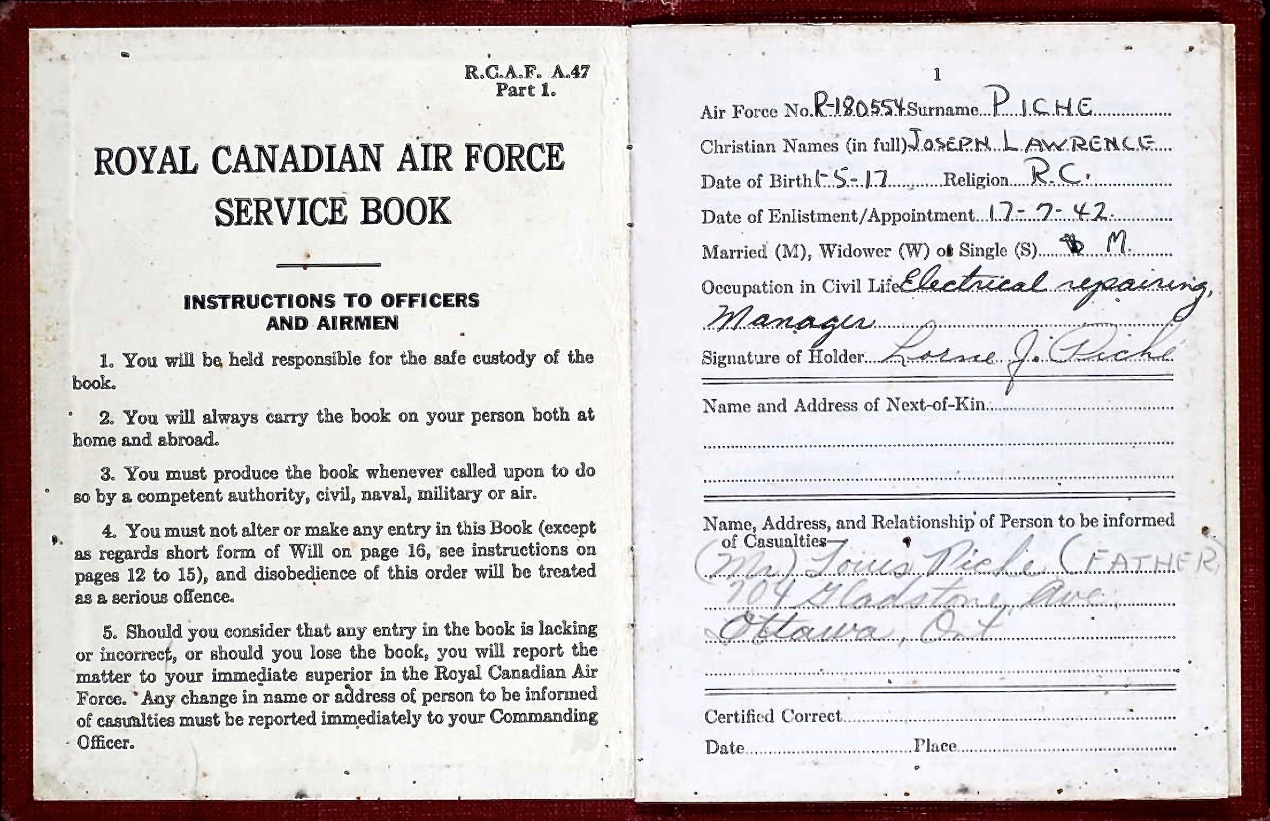 R.C.A.F. A.47
Part 1.
ROYAL CANADIAN AIR FORCE
SERVICE BOOK
INSTRUCTIONS TO OFFICERS
AND AIRMEN
1. You will be held responsible for the safe custody of the
book.
2. You will always carry the book on your person both at
home and abroad.
3. You must produce the book whenever called upon to do
so by a competent authority, civil, naval, military or air.
4. You must not alter or make any entry in this Book (except
as regards short form of Will on page 16, see instructions on
pages 12 to 15), and disobedience of this order will be treated
as a serious offence.
5. Should you consider that any entry in the book is lacking
or incorrect, or should you lose the book, you will report the
matter to your immediate superior in the Royal Canadian Air
Force. Any change in name or address of person to be informed
of casualties must be reported immediately to your Commanding
Officer.
1
Air Force No. R-180554 Surname PICHE
Christian Names (in full) JOSEPH LAWRENCE
Date of Birth 1-5-17 Religion R.C.
Date of Enlistment/Appointment 17-7-42.
Married (M), Widower (W) or Single (S) M.
Occupation in Civil Life Electrical repairing,
Manager
Signature of Holder Lorne J. Piché
Name and Address of Next-of-Kin
Name, Address, and Relationship of Person to be informed
of Casualties—
(Mr) Louis Piche (FATHER)
704 Gladstone Ave
Ottawa, Ont
Certified Correct
Date Place